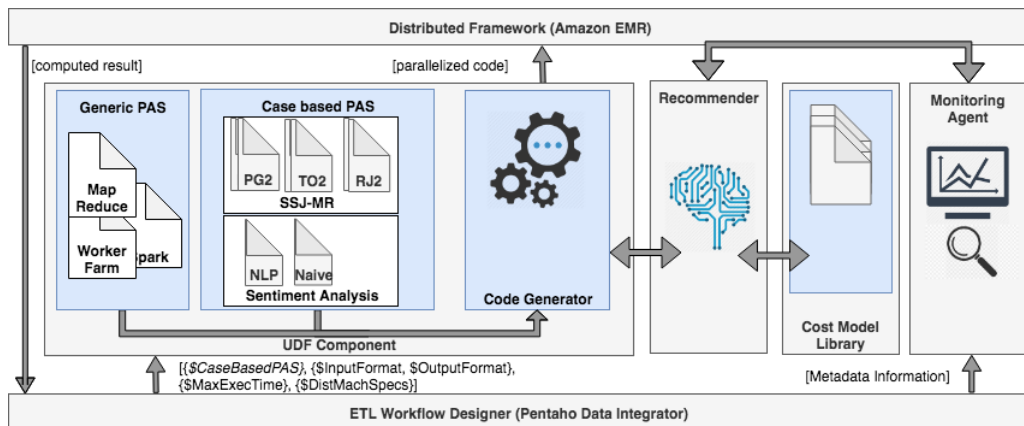 Distributed Framework (Amazon EMR)
[computed result]
[parallelized code]
Generic PAS
Map
Reduce
Worker
Farm
Spark
Case based PAS
PG2
TO2
RJ2
SSJ-MR
NLP
Naive
Sentiment Analysis
Code Generator
UDF Component
Recommender
Cost Model
Library
Monitoring
Agent
[{$CaseBasedPAS}, {$InputFormat, $OutputFormat},
{$MaxExecTime}, {$DistMachSpecs}]
[Metadata Information]
ETL Workflow Designer (Pentaho Data Integrator)